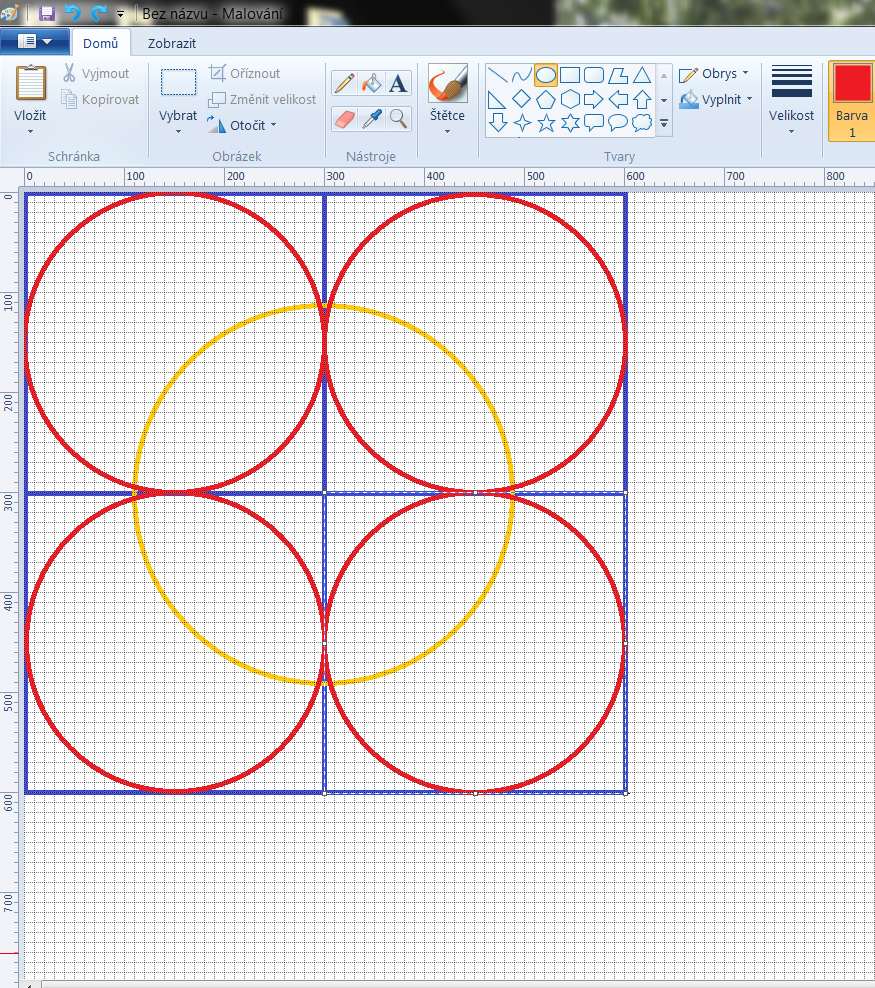 Bez názvu - Malování
Domů
Zobrazit
Vložit
Vyjmout
Kopírovat
Schránka
Vybrat
Oříznout
Změnit velikost
Otočit
Obrázek
A
Nástroje
Štětce
Tvary
Obrys
Vyplnit
Velikost
Barva
1
0 100 200 300 400 500 600 700 800
0
100
200
300
400
500
600
700